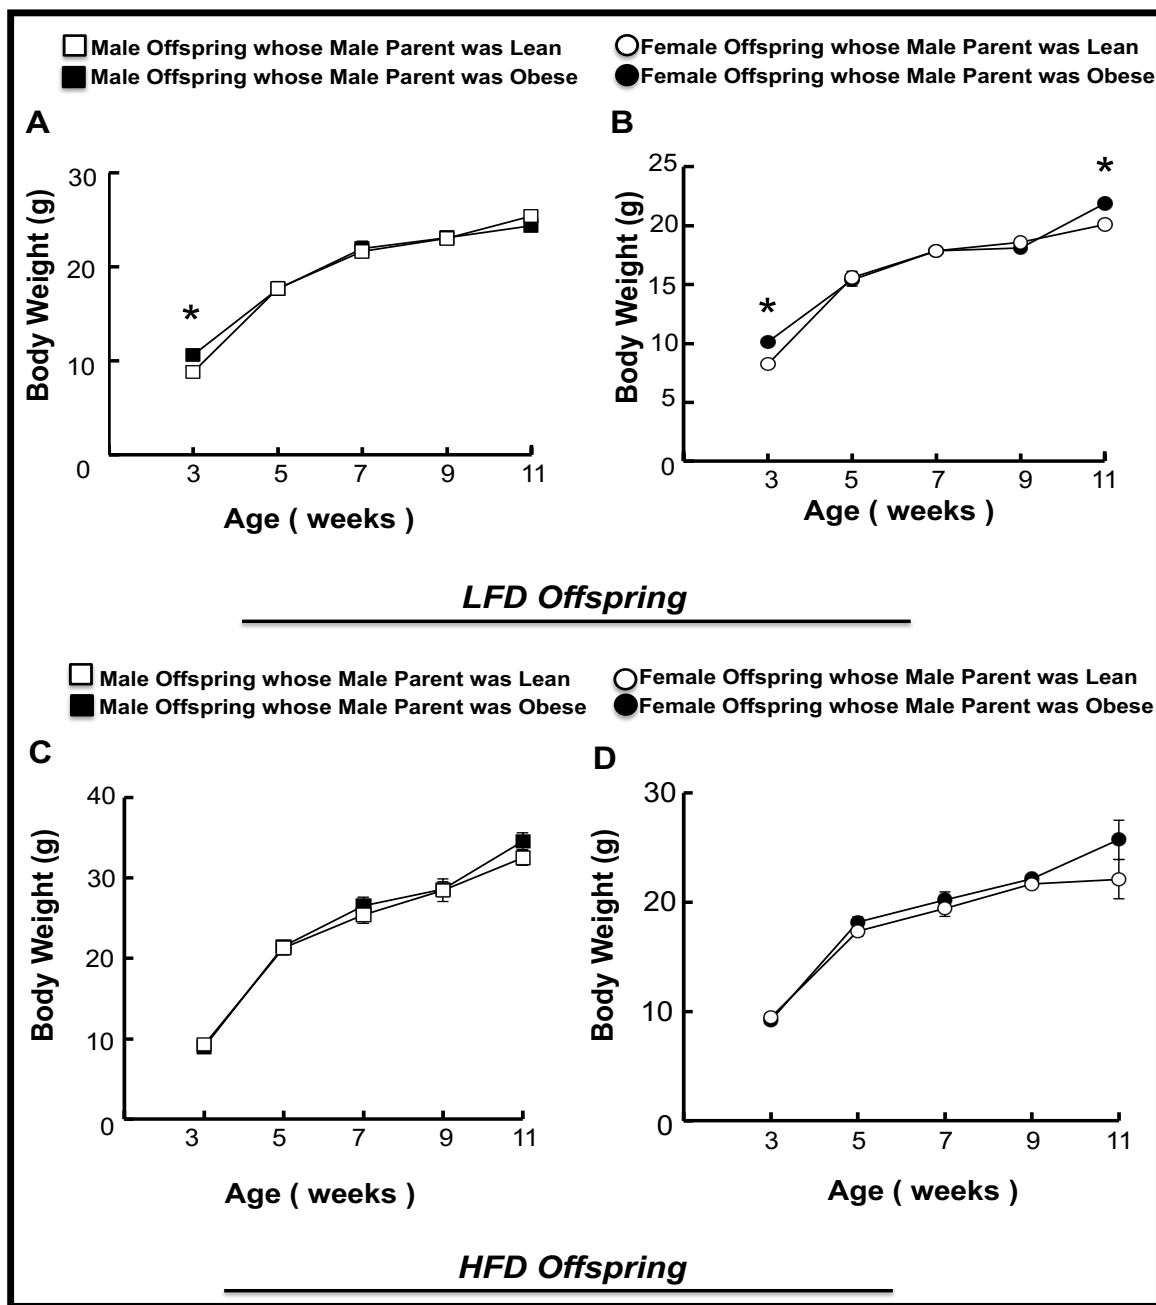 Male Offspring whose Male Parent was Lean
Male Offspring whose Male Parent was Obese
Female Offspring whose Male Parent was Lean
Female Offspring whose Male Parent was Obese
A
Body Weight (g)
30
20
10
0
*
3 5 7 9 11
Age ( weeks )
B
Body Weight (g)
25
20
15
10
5
0
*
*
3 5 7 9 11
Age ( weeks )
LFD Offspring
Male Offspring whose Male Parent was Lean
Male Offspring whose Male Parent was Obese
Female Offspring whose Male Parent was Lean
Female Offspring whose Male Parent was Obese
C
Body Weight (g)
40
30
20
10
0
3 5 7 9 11
Age ( weeks )
D
Body Weight (g)
30
20
10
0
3 5 7 9 11
Age ( weeks )
HFD Offspring